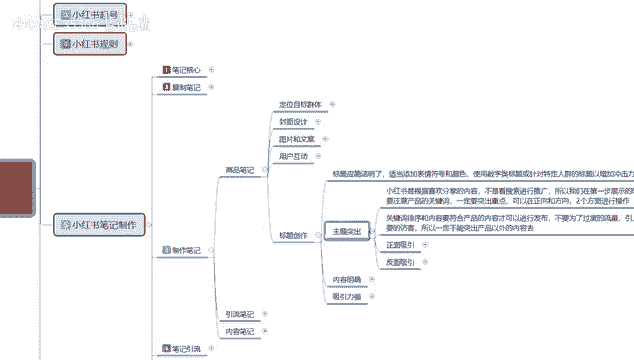 小红书起号
小红书规则
笔记核心
复制笔记
定位目标群体
封面设计
图片和文案
用户互动
商品笔记
标题应简洁明了，适当添加表情符号和颜色，使用数字类标题或针对特定人群的标题以增加冲击力
小红书是根据喜欢分享的内容，不是看搜索进行推广，所以我们在第一步展示的
要注意产品的关键词，一定要突出重点，可以在正向和方向，2个方面进行操作
小红书笔记制作
标题创作
主题突出
关键词排序和内容要符合产品的内容才可以进行发布，不要为了过度的流量，引
要的访客，所以一定不能突出产品以外的内容去
正面吸引
制作笔记
反面吸引
内容明确
吸引力强
引流笔记
内容笔记
笔记引流